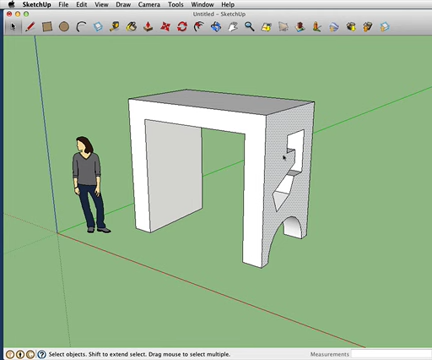 SketchUp File Edit View Draw Camera Tools Window Help
Untitled - SketchUp
Select objects. Shift to extend select. Drag mouse to select multiple. Measurements